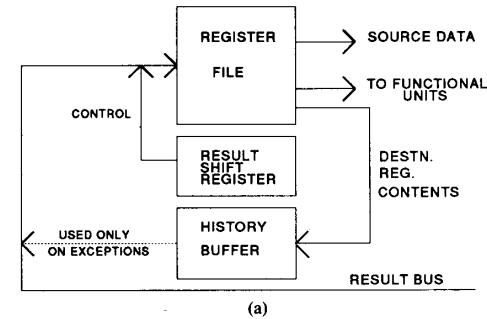 REGISTER
FILE
SOURCE DATA
TO FUNCTIONAL
UNITS
CONTROL
RESULT
SHIFT
REGISTER
DESTN.
REG.
CONTENTS
HISTORY
BUFFER
USED ONLY
ON EXCEPTIONS
RESULT BUS
(a)